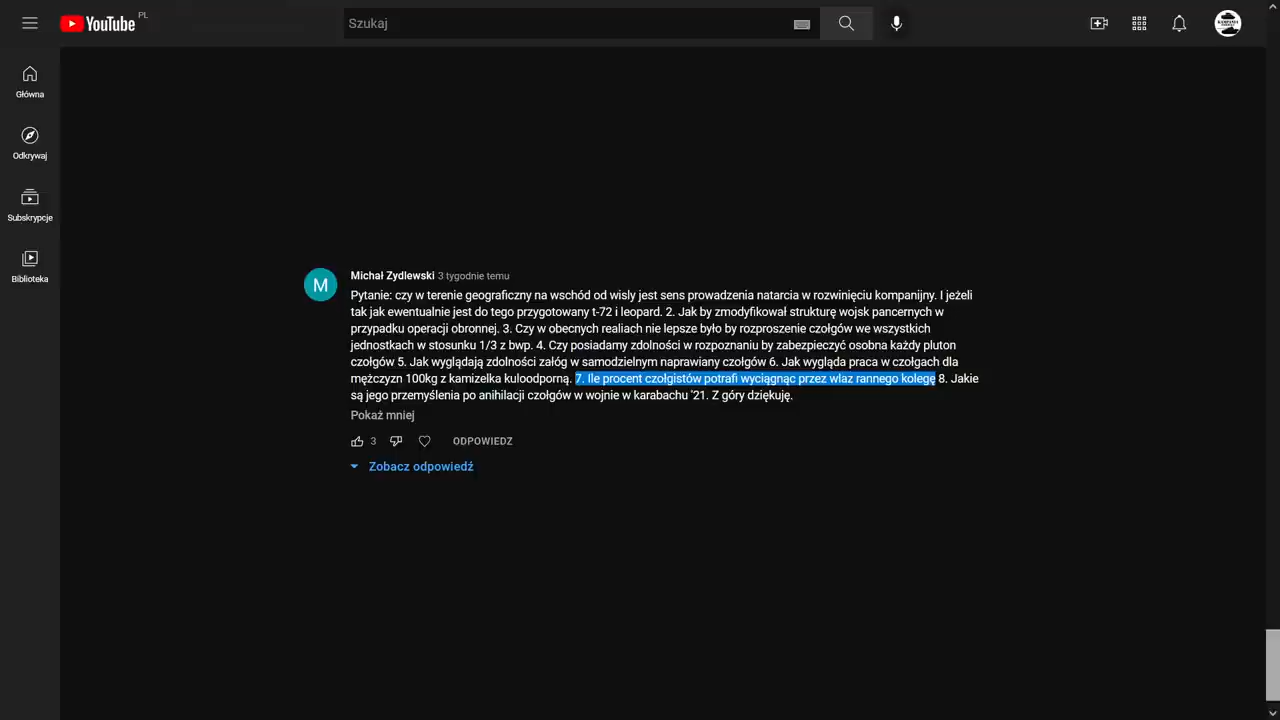 YouTube PL
Szukaj
Główna
Odkrywaj
Subskrypcje
Biblioteka
M
Michał Zydlewski 3 tygodnie temu
Pytanie: czy w terenie geograficzny na wschód od wisly jest sens prowadzenia natarcia w rozwinięciu kompanijny. I jeżeli
tak jak ewentualnie jest do tego przygotowany t-72 i leopard. 2. Jak by zmodyfikował strukturę wojsk pancernych w
przypadku operacji obronnej. 3. Czy w obecnych realiach nie lepsze było by rozproszenie czołgów we wszystkich
jednostkach w stosunku 1/3 z bwp. 4. Czy posiadamy zdolności w rozpoznaniu by zabezpieczyć osobna każdy pluton
czołgów 5. Jak wyglądają zdolności załóg w samodzielnym naprawiany czołgów 6. Jak wygląda praca w czołgach dla
mężczyzn 100kg z kamizelka kuloodporną. 7. Ile procent czołgistów potrafi wyciągnąc przez wlaz rannego kolegę 8. Jakie
są jego przemyślenia po anihilacji czołgów w wojnie w karabachu '21. Z góry dziękuję.
Pokaż mniej
3 ODPOWIEDZ
Zobacz odpowiedź